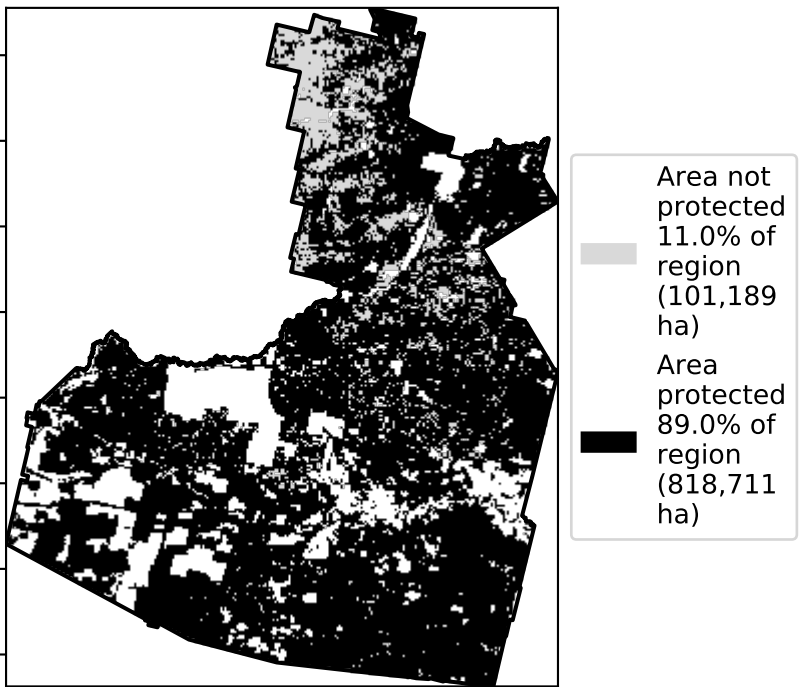 Area not
protected
11.0% of
region
(101,189
ha)
Area
protected
89.0% of
region
(818,711
ha)